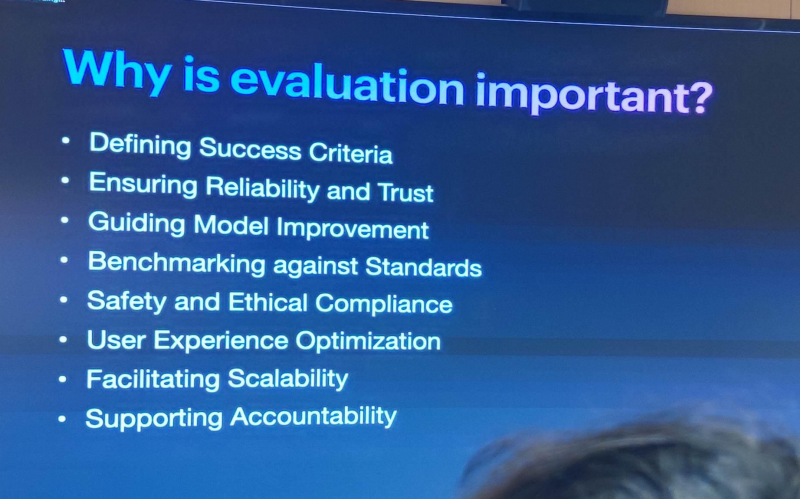 Why is evaluation important?
• Defining Success Criteria
• Ensuring Reliability and Trust
• Guiding Model Improvement
• Benchmarking against Standards
• Safety and Ethical Compliance
• User Experience Optimization
• Facilitating Scalability
• Supporting Accountability